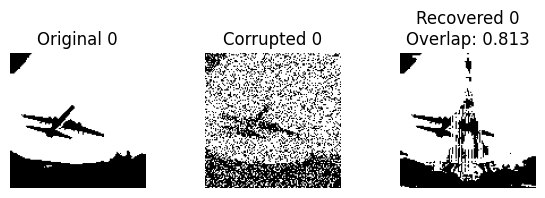 Original 0
Corrupted 0
Recovered 0
Overlap: 0.813